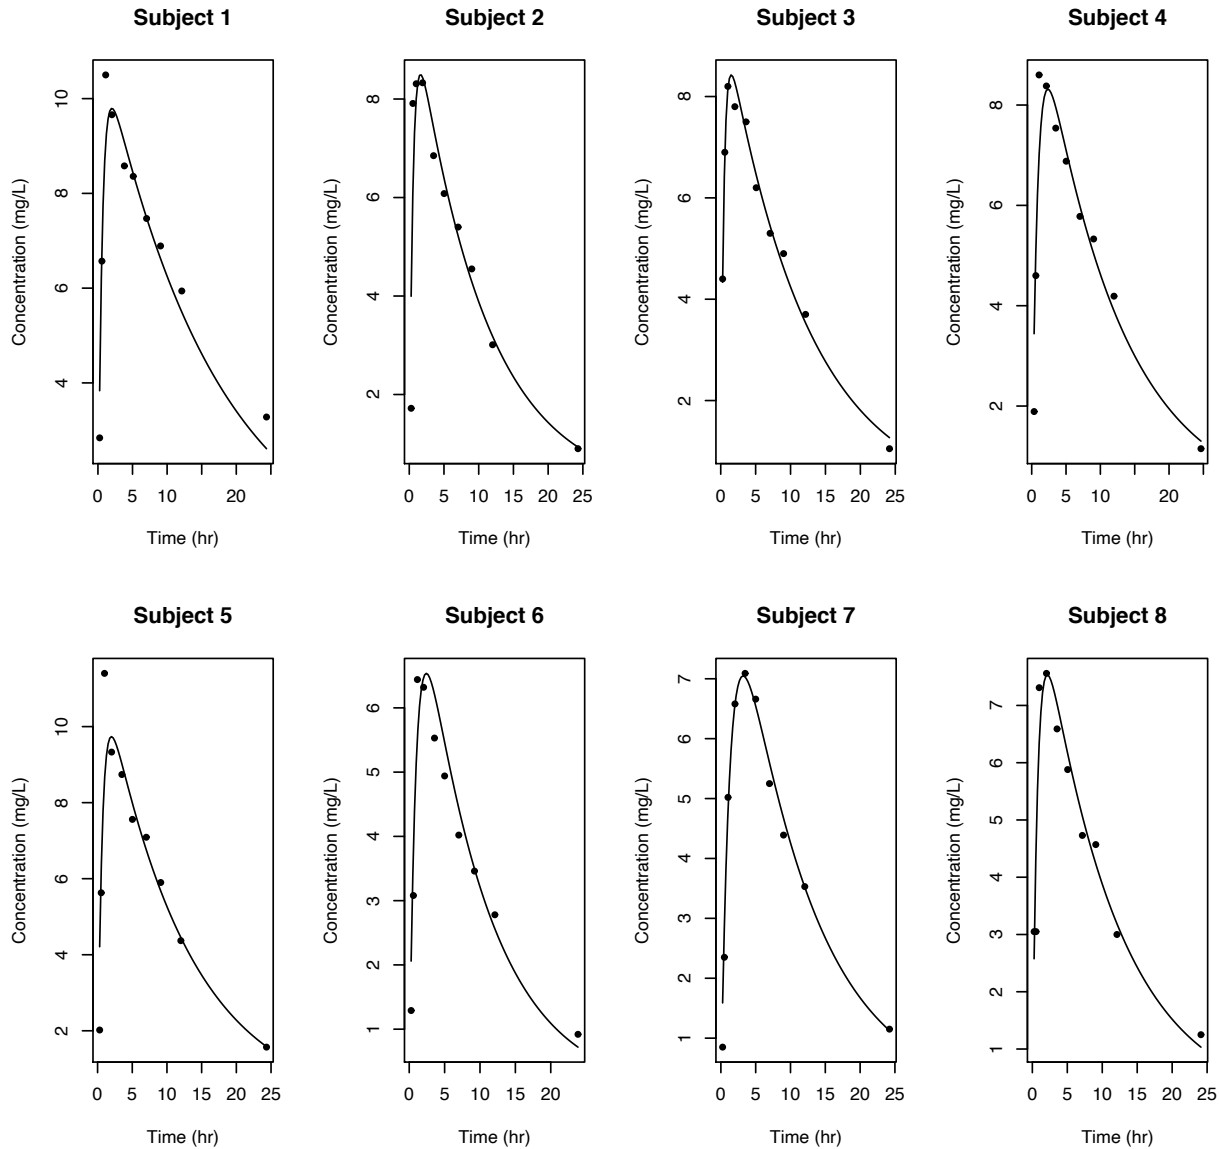 Subject 1
Concentration (mg/L)
4 6 8 10
0 5 10 20
Time (hr)
Subject 2
Concentration (mg/L)
2 4 6 8
0 5 10 15 20 25
Time (hr)
Subject 3
Concentration (mg/L)
2 4 6 8
0 5 10 15 20 25
Time (hr)
Subject 4
Concentration (mg/L)
2 4 6 8
0 5 10 20
Time (hr)
Subject 5
Concentration (mg/L)
2 4 6 8 10
0 5 10 15 20 25
Time (hr)
Subject 6
Concentration (mg/L)
1 2 3 4 5 6
0 5 10 15 20
Time (hr)
Subject 7
Concentration (mg/L)
1 2 3 4 5 6 7
0 5 10 15 20 25
Time (hr)
Subject 8
Concentration (mg/L)
1 2 3 4 5 6 7
0 5 10 15 20 25
Time (hr)